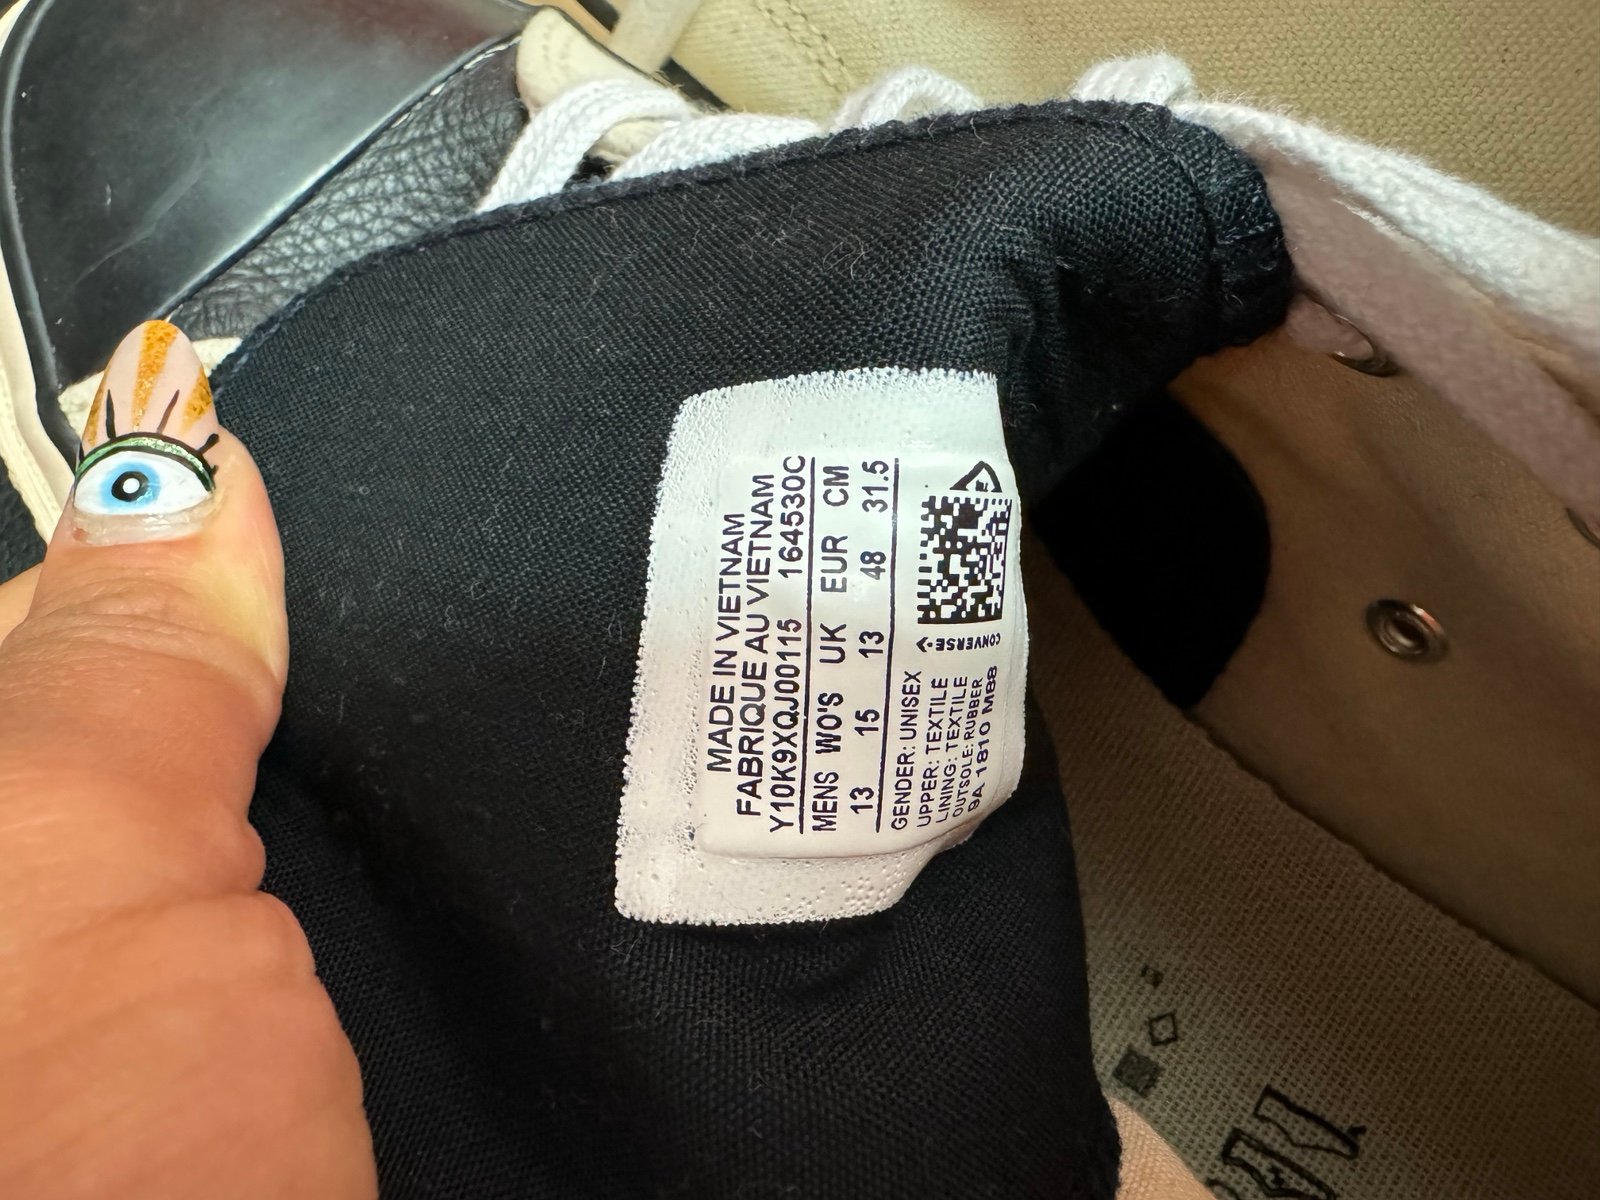 MADE IN VIETNAM
FABRIQUE AU VIETNAM
Y10K9XQJ00115 164530C
MENS WO'S UK EUR CM
13 15 13 48 31.5
GENDER: UNISEX
UPPER: TEXTILE
LINING: TEXTILE
OUTSOLE: RUBBER
9A 1810 M88
CONVERSE